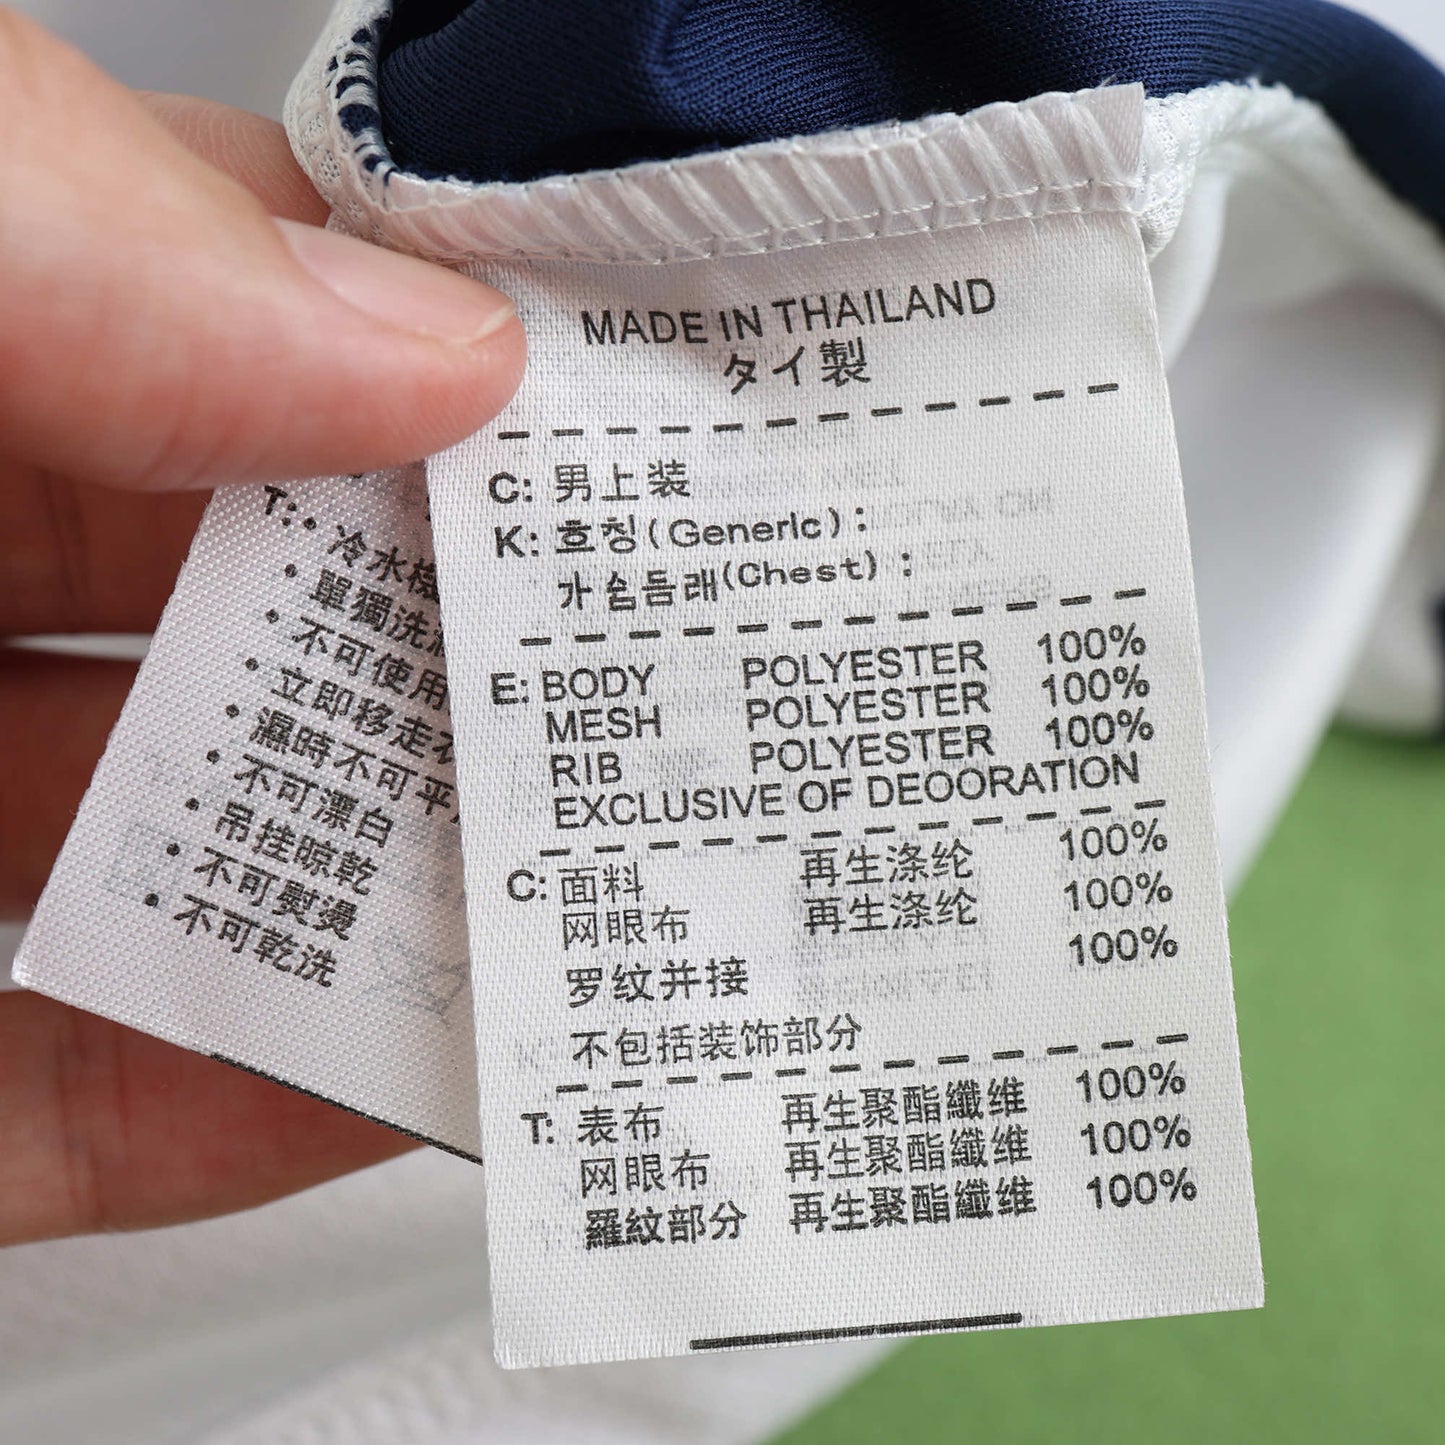 MADE IN THAILAND
タイ製
C: 男上装
K: 호칭(Generic):
가슴둘레(Chest):
E: BODY POLYESTER 100%
MESH POLYESTER 100%
RIB POLYESTER 100%
EXCLUSIVE OF DEOORATION
C: 面料 再生涤纶 100%
网眼布 再生涤纶 100%
罗纹并接 100%
不包括装饰部分
T: 表布 再生聚酯纖维 100%
网眼布 再生聚酯纖维 100%
羅紋部分 再生聚酯纖维 100%
T: • 冷水機
• 單獨洗滌
• 不可使用
• 立即移走衣
• 濕時不可平
• 不可漂白
• 吊挂晾乾
• 不可熨燙
• 不可乾洗